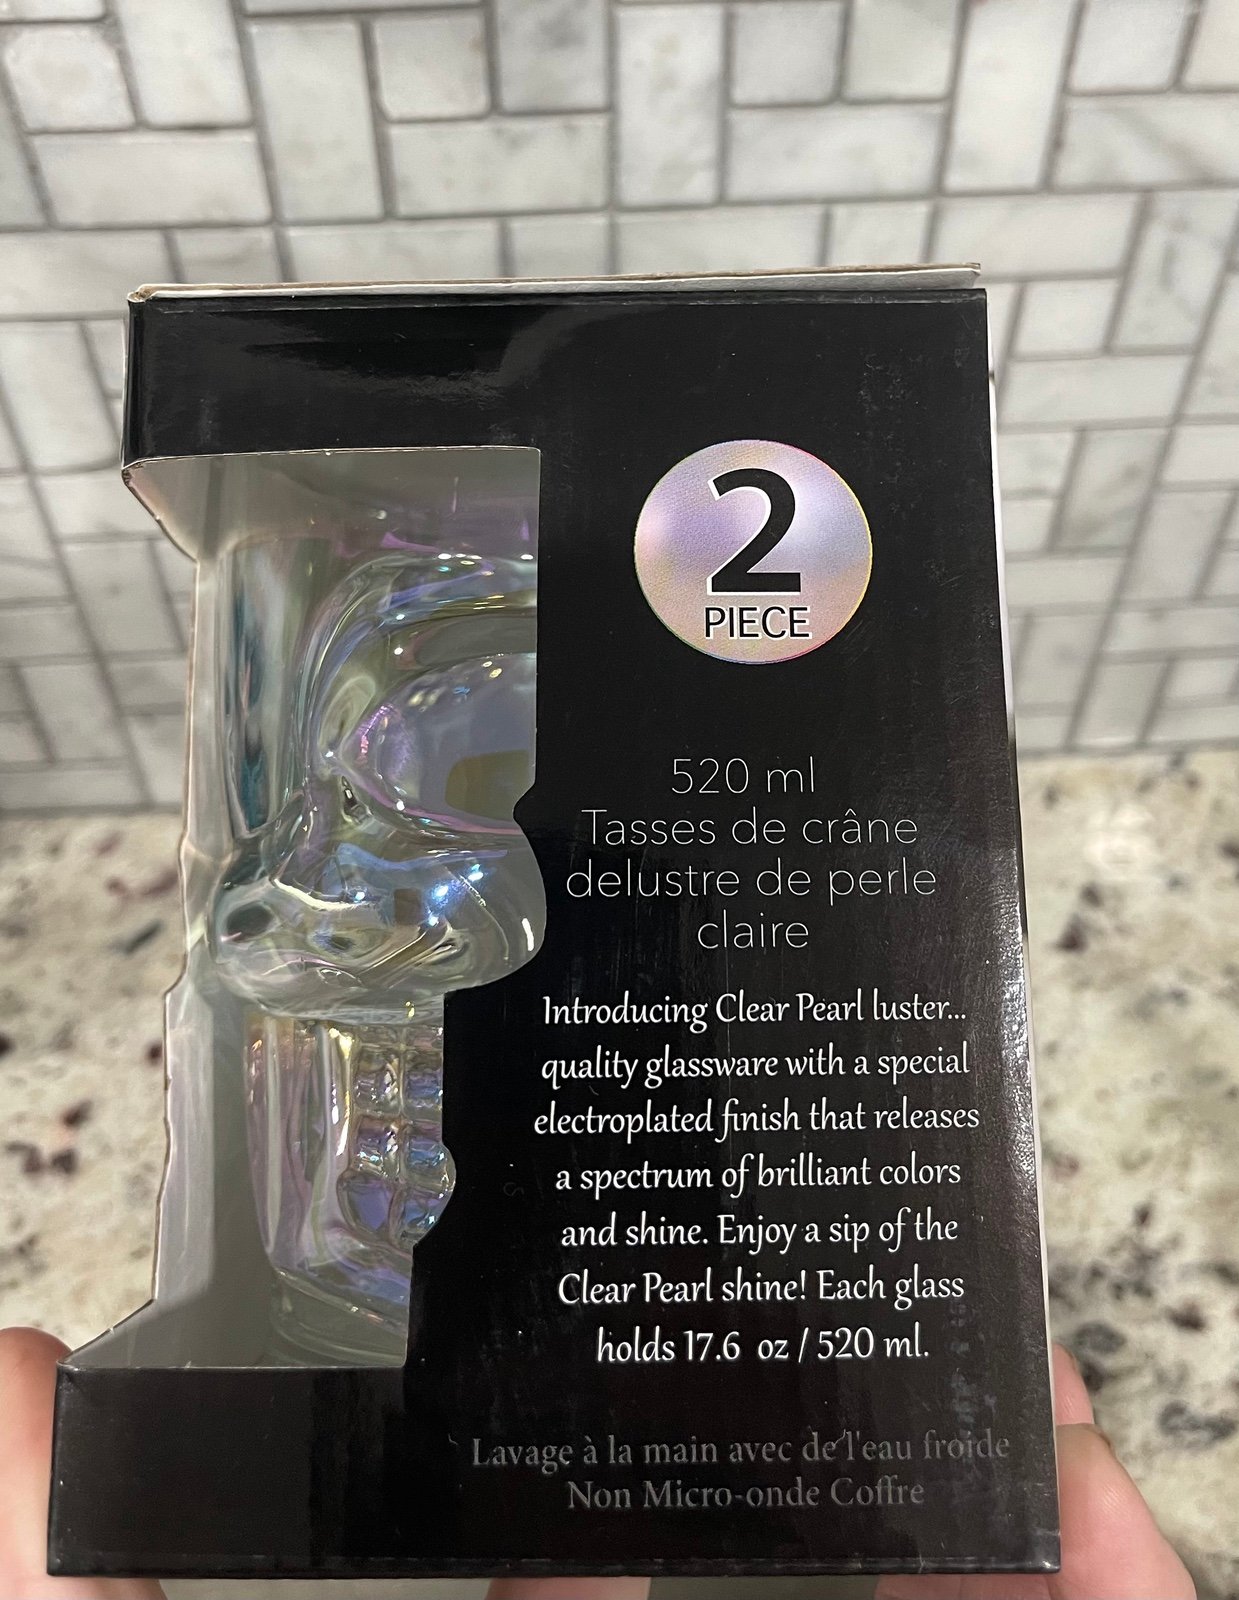 2
PIECE
520 ml
Tasses de crâne
delustre de perle
claire
Introducing Clear Pearl luster...
quality glassware with a special
electroplated finish that releases
a spectrum of brilliant colors
and shine. Enjoy a sip of the
Clear Pearl shine! Each glass
holds 17.6 oz / 520 ml.
Lavage à la main avec de l'eau froide
Non Micro-onde Coffre